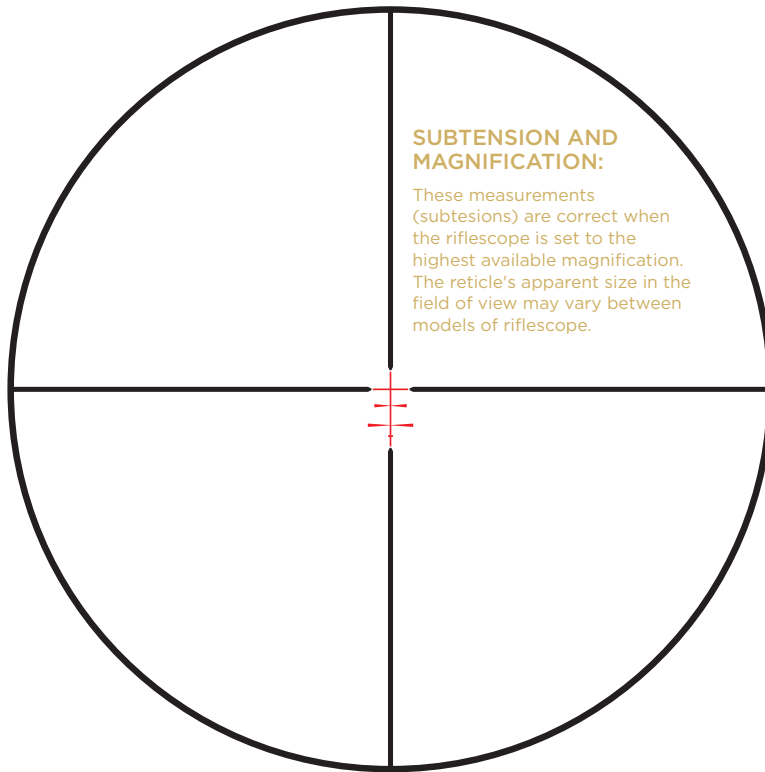 SUBTENSION AND
MAGNIFICATION:
These measurements
(subtesions) are correct when
the riflescope is set to the
highest available magnification.
The reticle's apparent size in the
field of view may vary between
models of riflescope.